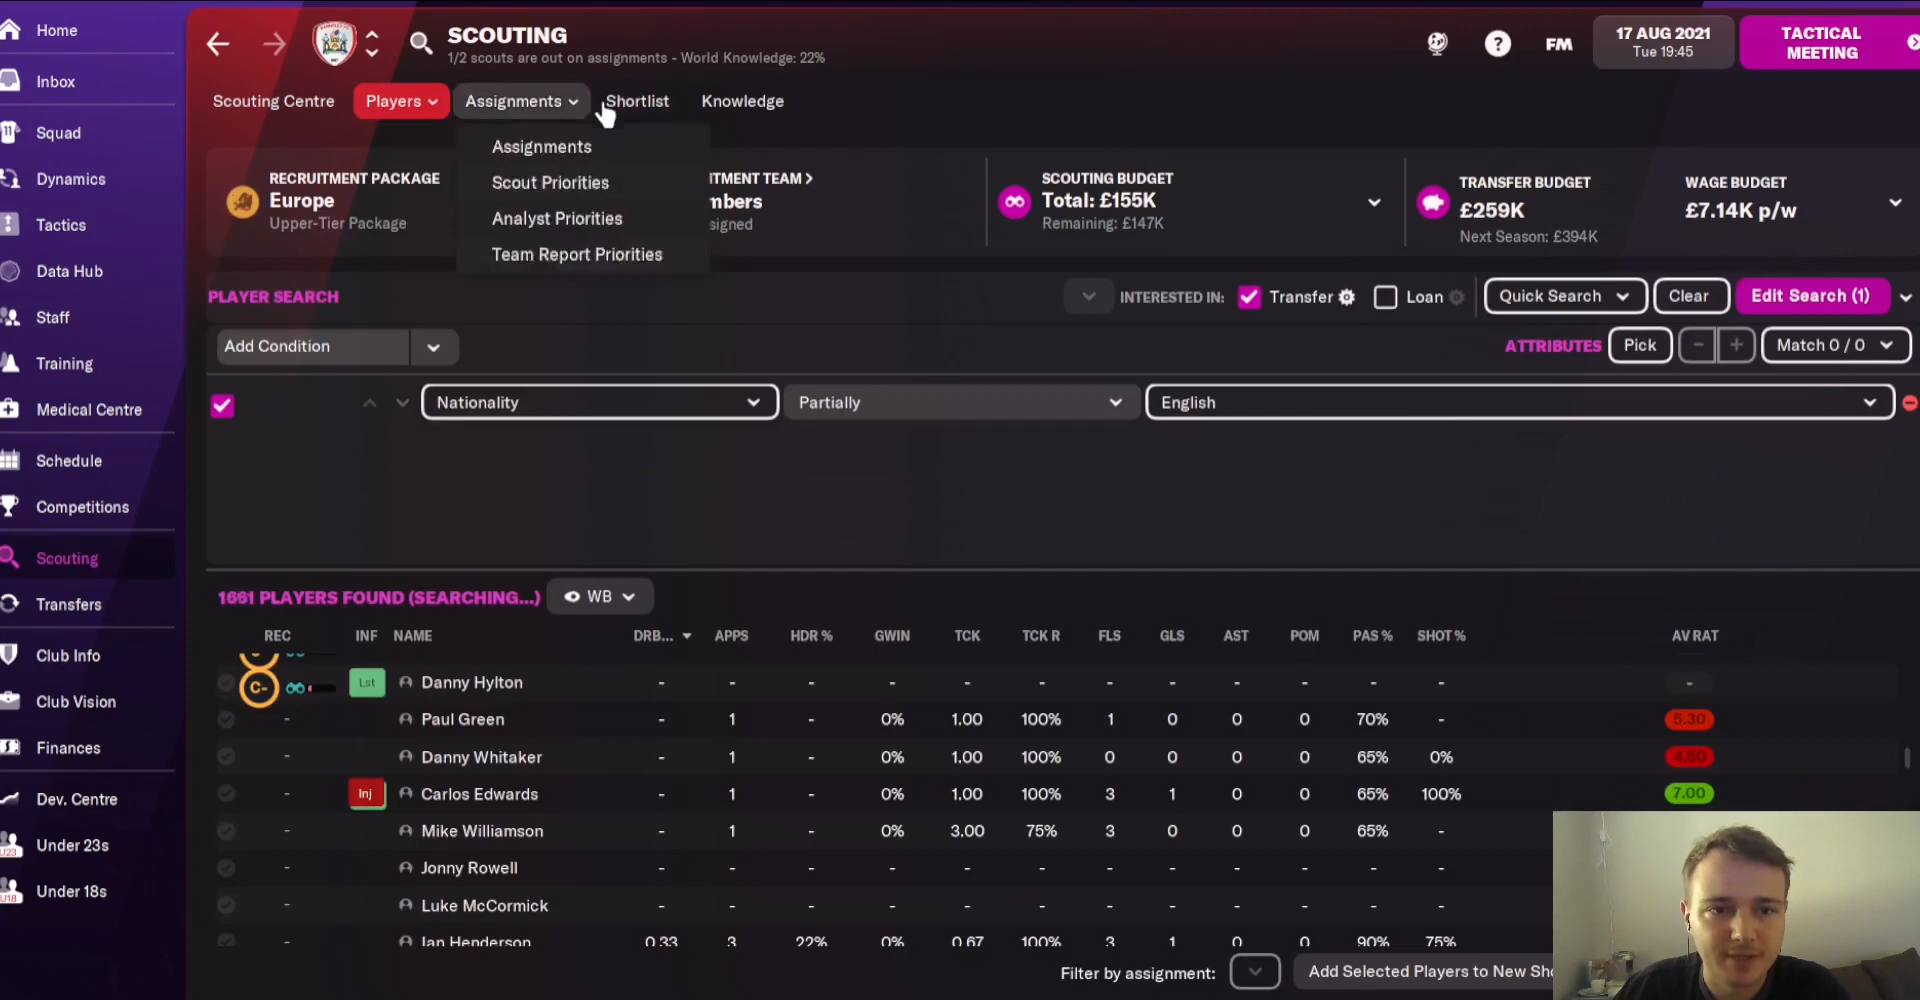 Home
Inbox
Squad
Dynamics
Tactics
Data Hub
Staff
Training
Medical Centre
Schedule
Competitions
Scouting
Transfers
Club Info
Club Vision
Finances
Dev. Centre
U23 Under 23s
U18 Under 18s
SCOUTING
1/2 scouts are out on assignments - World Knowledge: 22%
FM
17 AUG 2021
Tue 19:45
TACTICAL
MEETING
Scouting Centre Players Assignments Shortlist Knowledge
Assignments
Scout Priorities
Analyst Priorities
Team Report Priorities
RECRUITMENT PACKAGE
Europe
Upper-Tier Package
ITMENT TEAM
mbers
signed
SCOUTING BUDGET
Total: £155K
Remaining: £147K
TRANSFER BUDGET
£259K
Next Season: £394K
WAGE BUDGET
£7.14K p/w
PLAYER SEARCH
INTERESTED IN: Transfer Loan Quick Search Clear Edit Search (1)
Add Condition
ATTRIBUTES Pick - + Match 0 / 0
Nationality Partially English
1661 PLAYERS FOUND (SEARCHING...) WB
REC INF NAME DRB... APPS HDR % GWIN TCK TCK R FLS GLS AST POM PAS % SHOT % AV RAT
C- Lst Danny Hylton - - - - - - - - - - - - -
- Paul Green - 1 - 0% 1.00 100% 1 0 0 0 70% - 5.30
- Danny Whitaker - 1 - 0% 1.00 100% 0 0 0 0 65% 0% 4.60
- Inj Carlos Edwards - 1 - 0% 1.00 100% 3 1 0 0 65% 100% 7.00
- Mike Williamson - 1 - 0% 3.00 75% 3 0 0 0 65% -
- Jonny Rowell - - - - - - - - - - - -
- Luke McCormick - - - - - - - - - - - -
- Ian Henderson 0.33 3 22% 0% 0.67 100% 3 1 0 0 90% 75%
Filter by assignment: Add Selected Players to New Sho